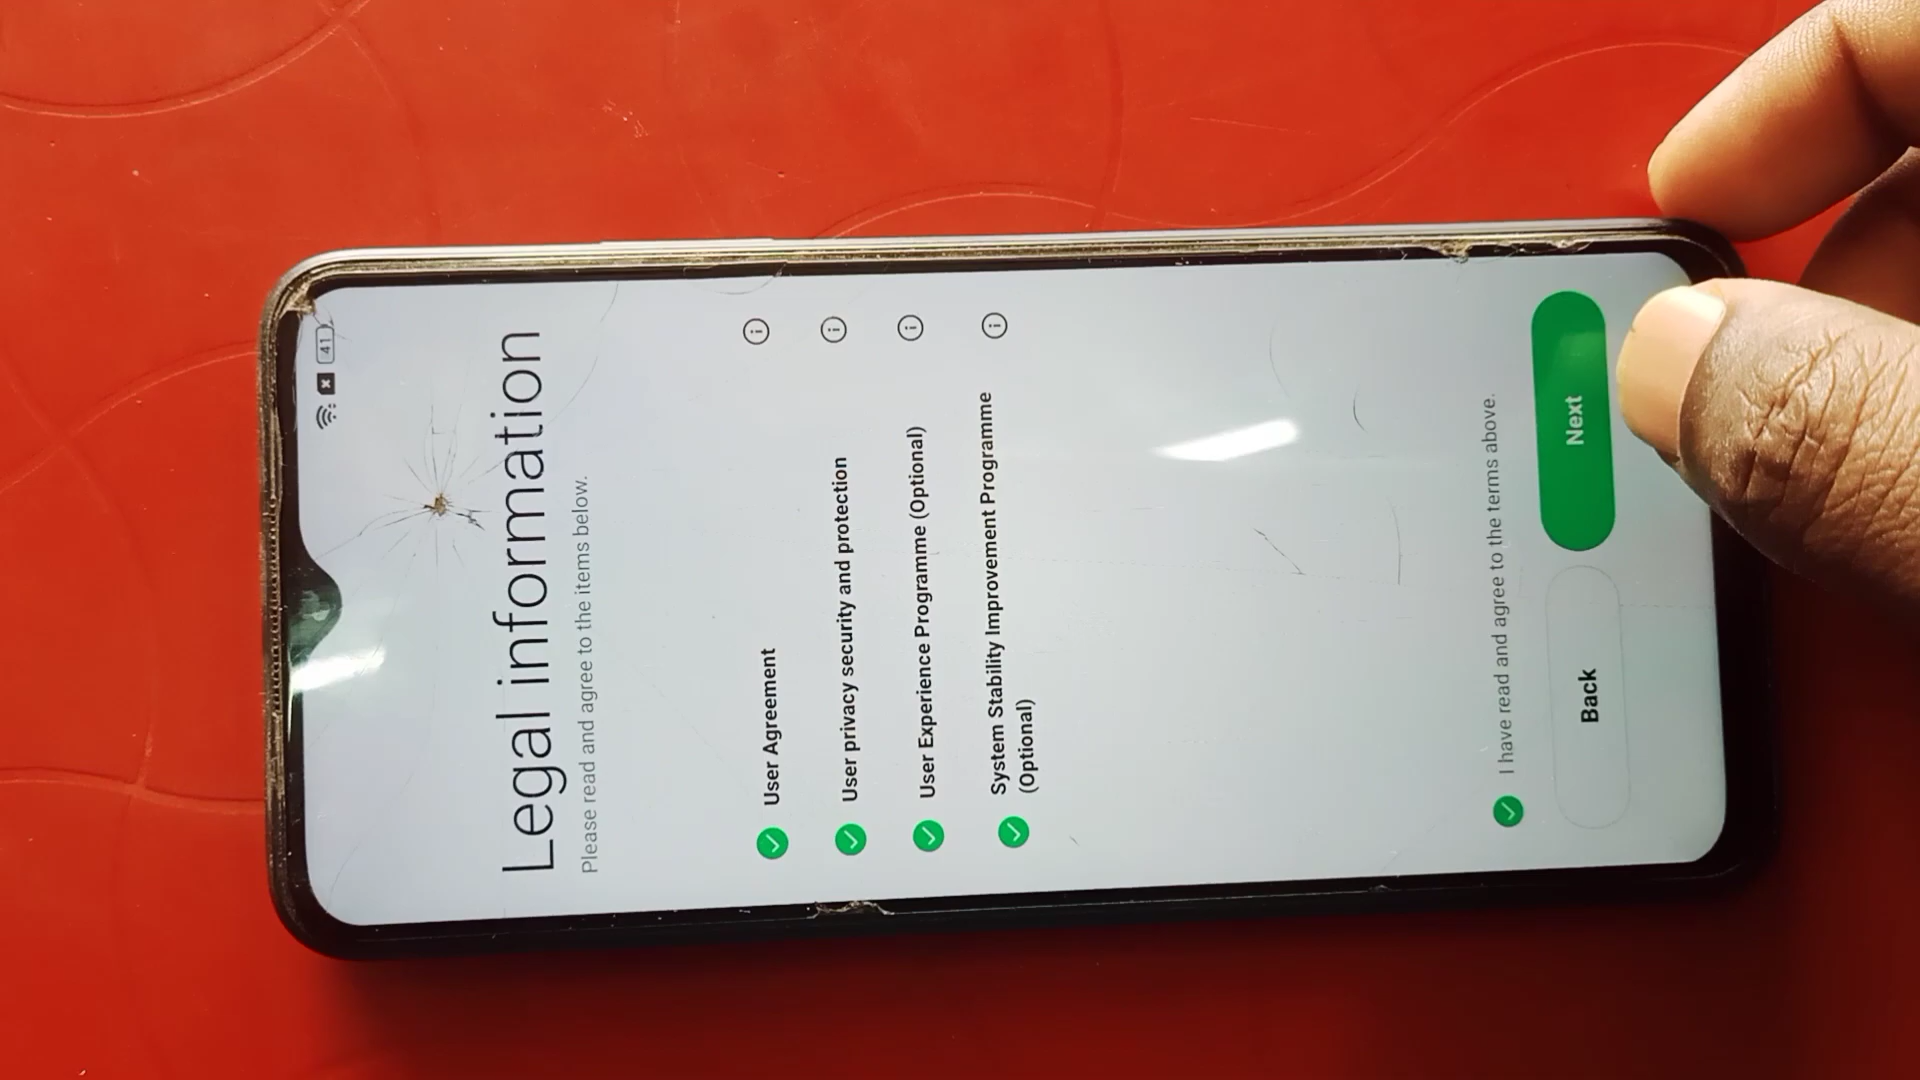 41
Legal information
Please read and agree to the items below.
User Agreement
User privacy security and protection
User Experience Programme (Optional)
System Stability Improvement Programme
(Optional)
I have read and agree to the terms above.
Back
Next